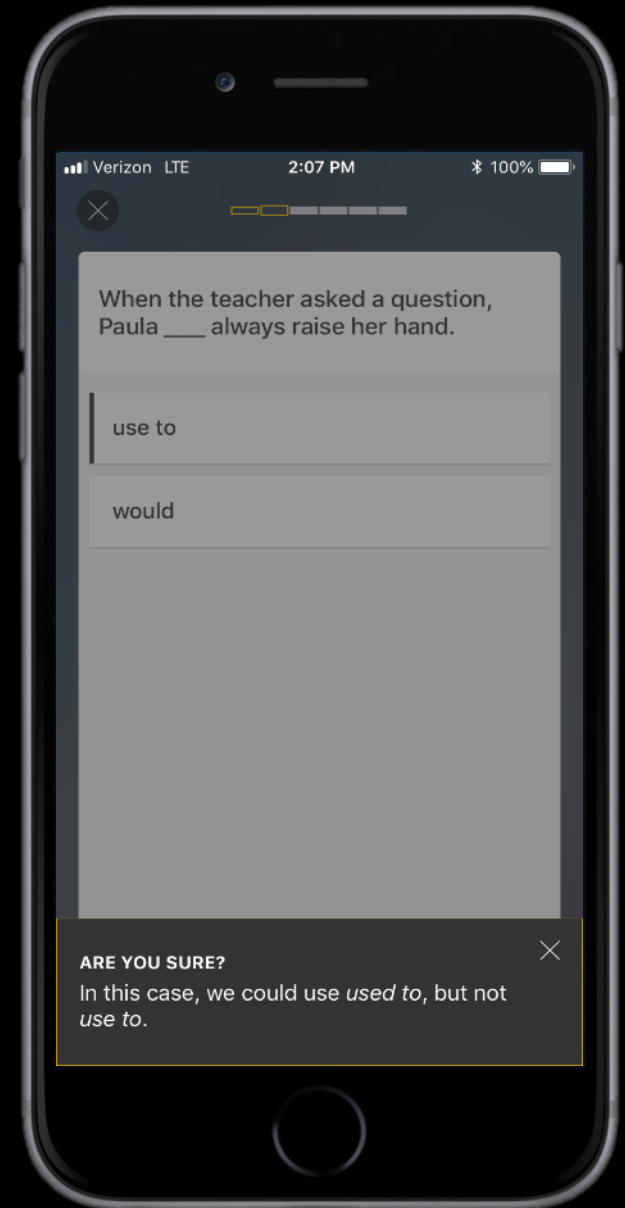 Verizon LTE 2:07 PM 100%
When the teacher asked a question,
Paula ___ always raise her hand.
use to
would
ARE YOU SURE?
In this case, we could use used to, but not
use to.